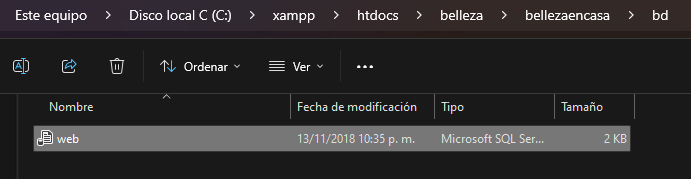 Este equipo > Disco local C (C:) > xampp > htdocs > belleza > bellezaencasa > bd
Ordenar Ver ...
Nombre Fecha de modificación Tipo Tamaño
web 13/11/2018 10:35 p. m. Microsoft SQL Ser... 2 KB